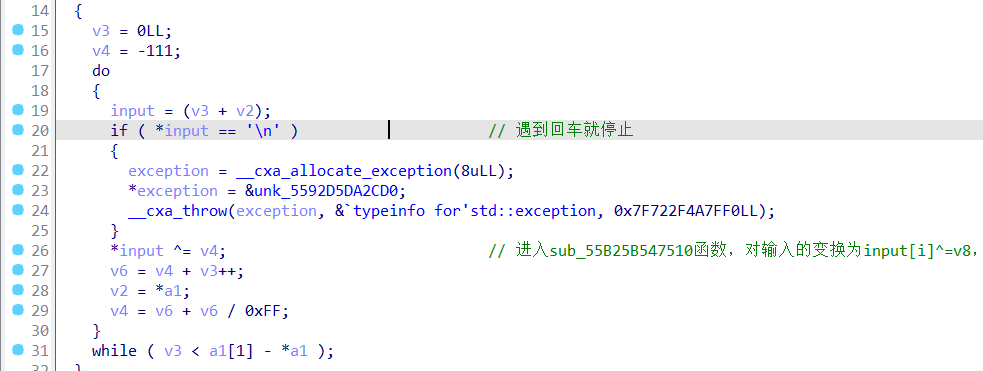 14 {
15 v3 = 0LL;
16 v4 = -111;
17 do
18 {
19 input = (v3 + v2);
20 if ( *input == '\n' ) // 遇到回车就停止
21 {
22 exception = __cxa_allocate_exception(8uLL);
23 *exception = &unk_5592D5DA2CD0;
24 __cxa_throw(exception, &`typeinfo for'std::exception, 0x7F722F4A7FF0LL);
25 }
26 *input ^= v4; // 进入sub_55B25B547510函数，对输入的变换为input[i]^=v8,
27 v6 = v4 + v3++;
28 v2 = *a1;
29 v4 = v6 + v6 / 0xFF;
30 }
31 while ( v3 < a1[1] - *a1 );